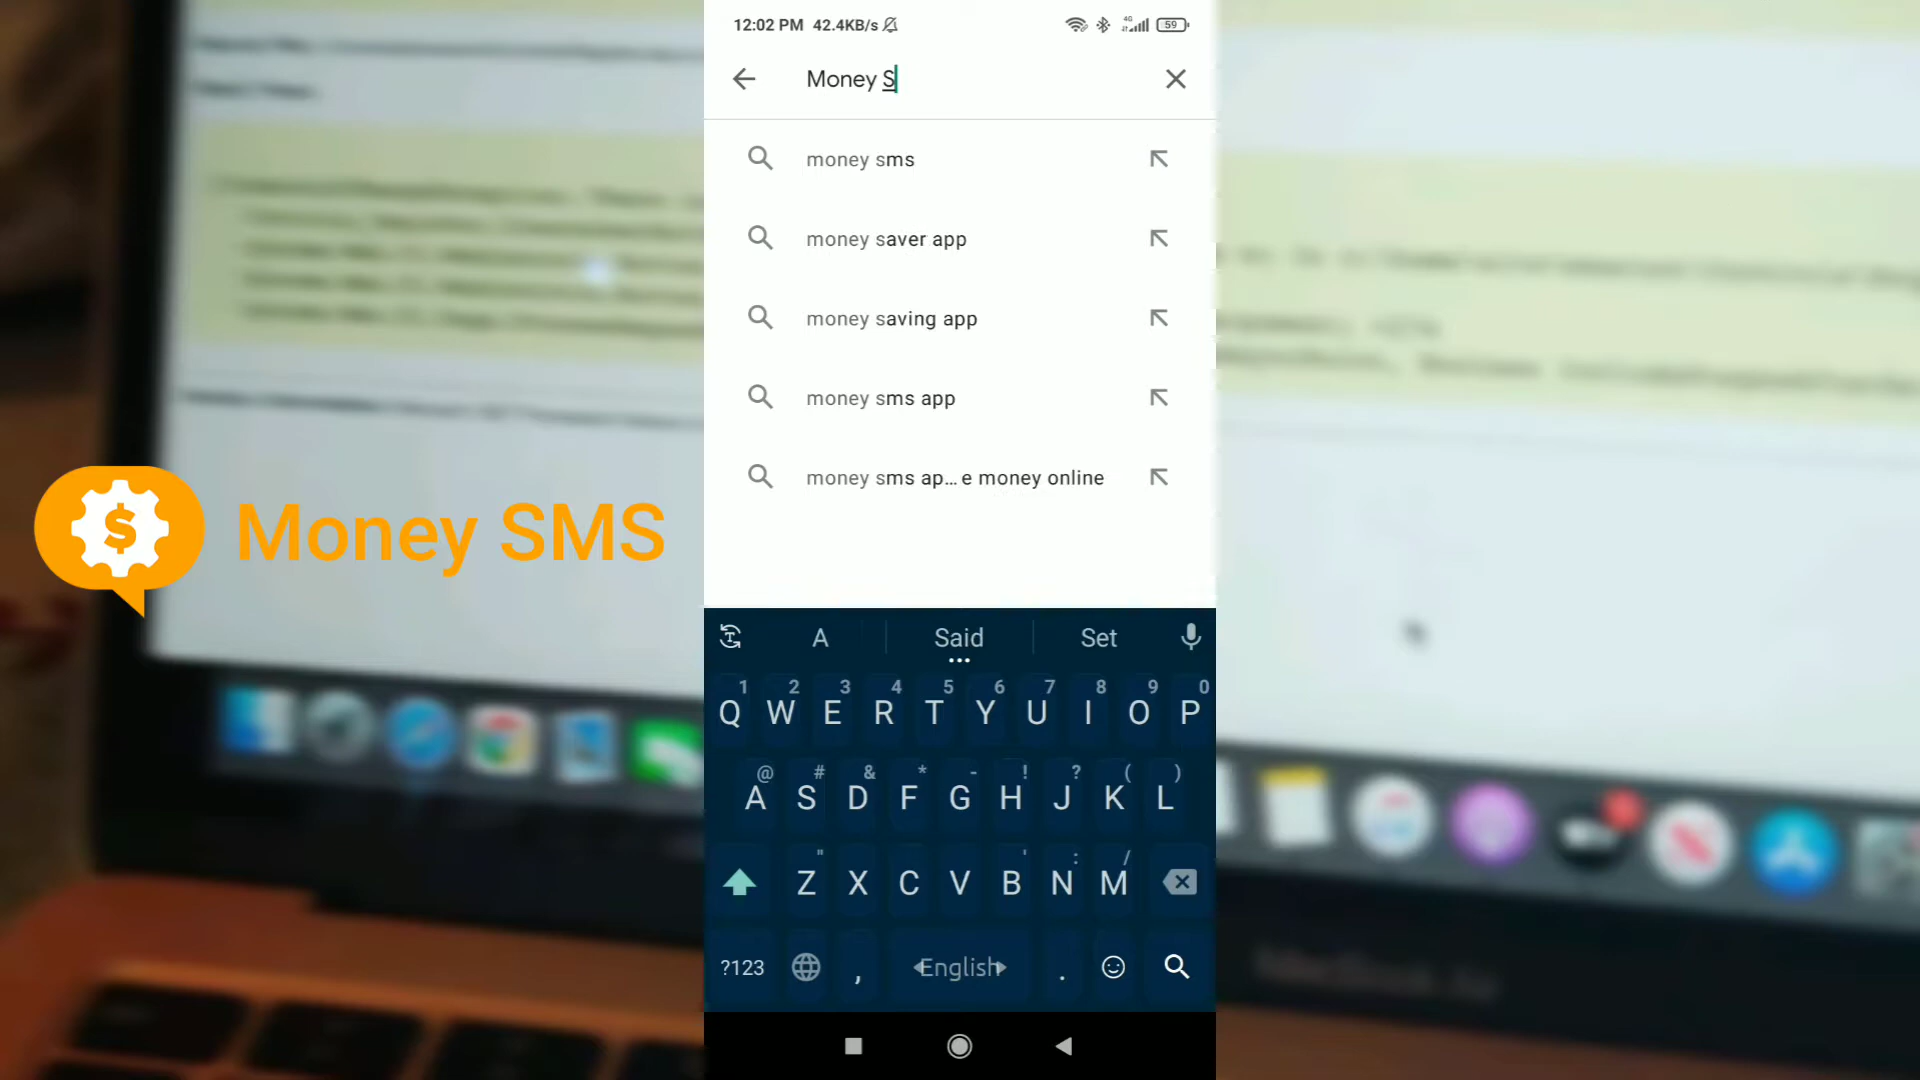 12:02 PM 42.4KB/s 4G 59
Money S
money sms
money saver app
money saving app
money sms app
money sms ap... e money online
$ Money SMS
A Said Set
1 2 3 4 5 6 7 8 9 0
Q W E R T Y U I O P
@ # & * - ! ? ( )
A S D F G H J K L
" ' : /
Z X C V B N M
?123 , English .